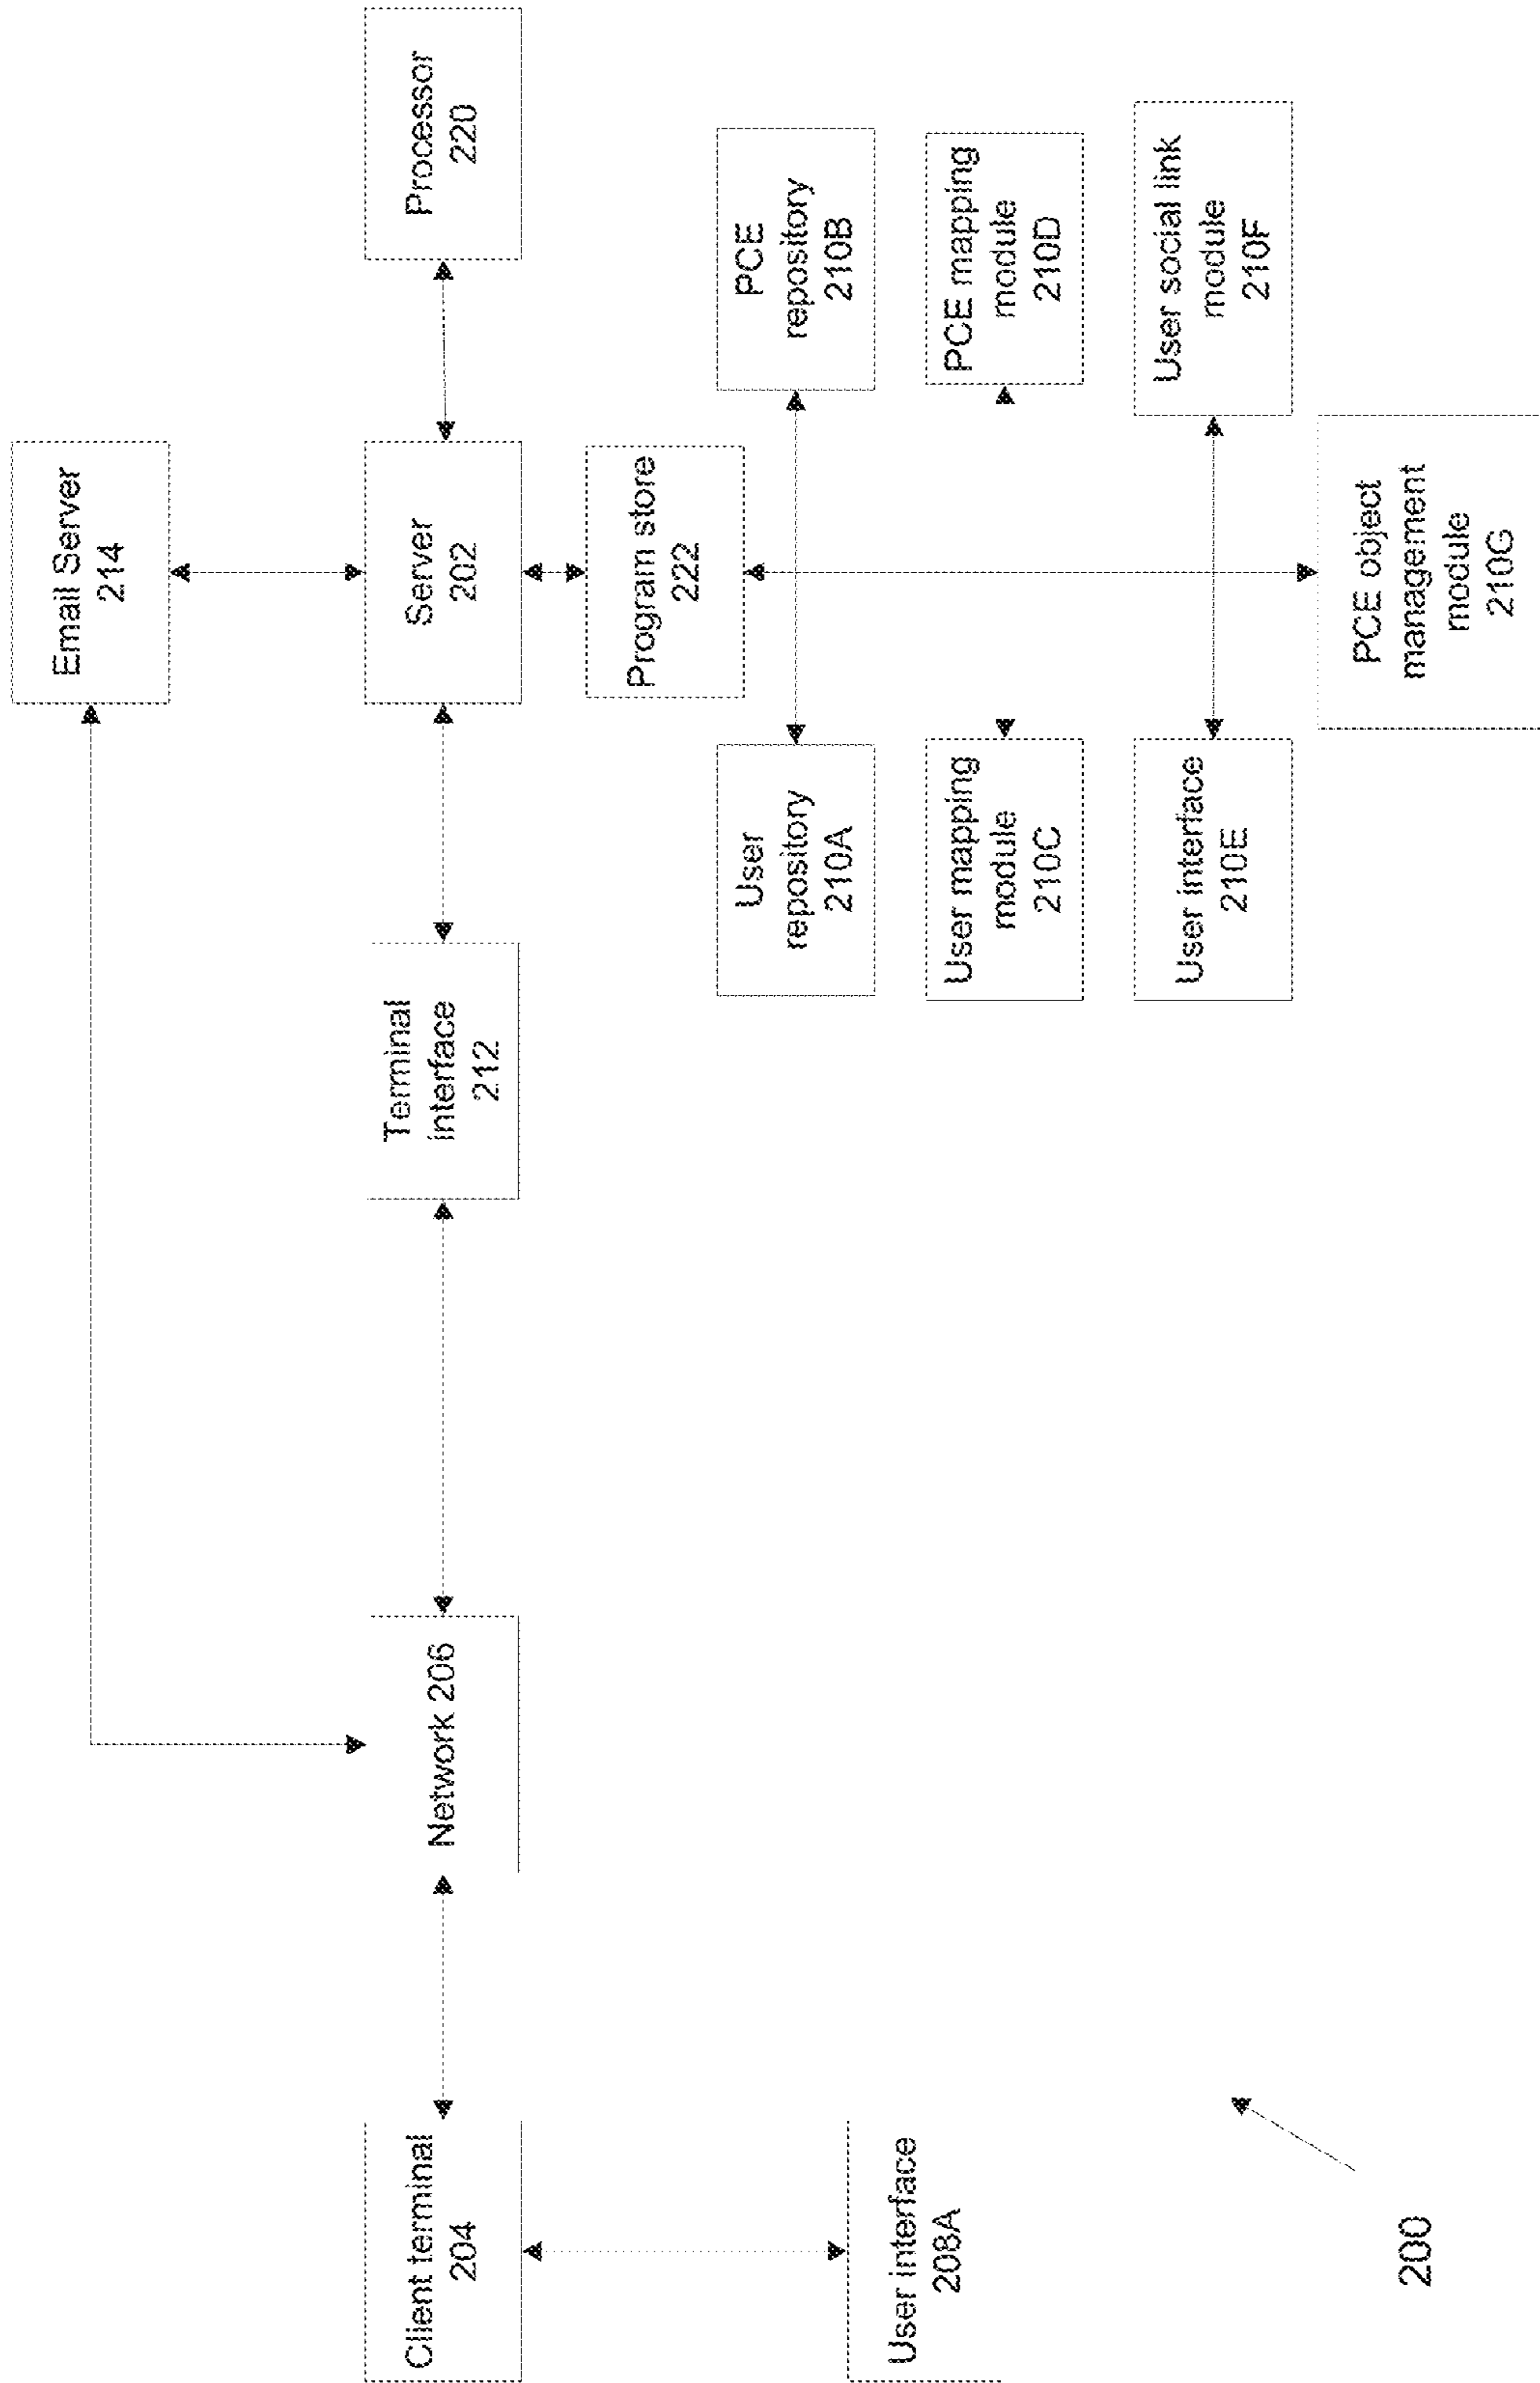 Email Server
214
Client terminal
204
Network 206
Terminal
interface
212
Server
202
Processor
220
Program store
222
User
repository
210A
PCE
repository
210B
User interface
208A
User mapping
module
210C
PCE mapping
module
210D
User interface
210E
User social link
module
210F
PCE object
management
module
210G
200